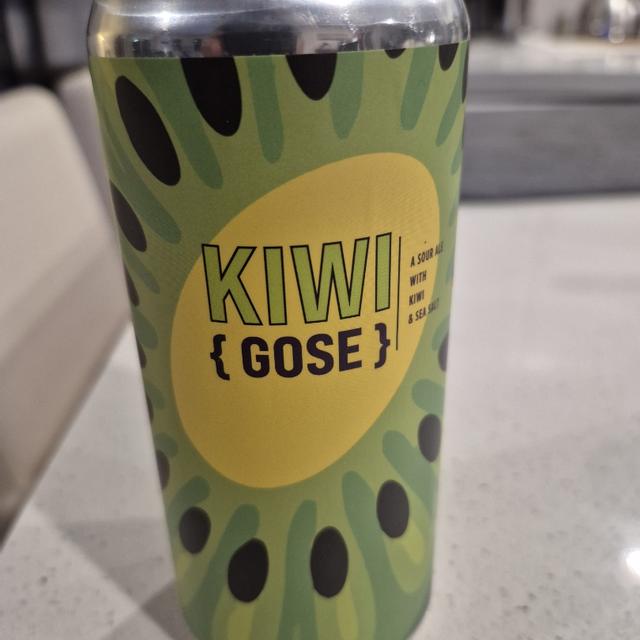 KIWI
{ GOSE }
A SOUR ALE
WITH
KIWI
& SEA SALT